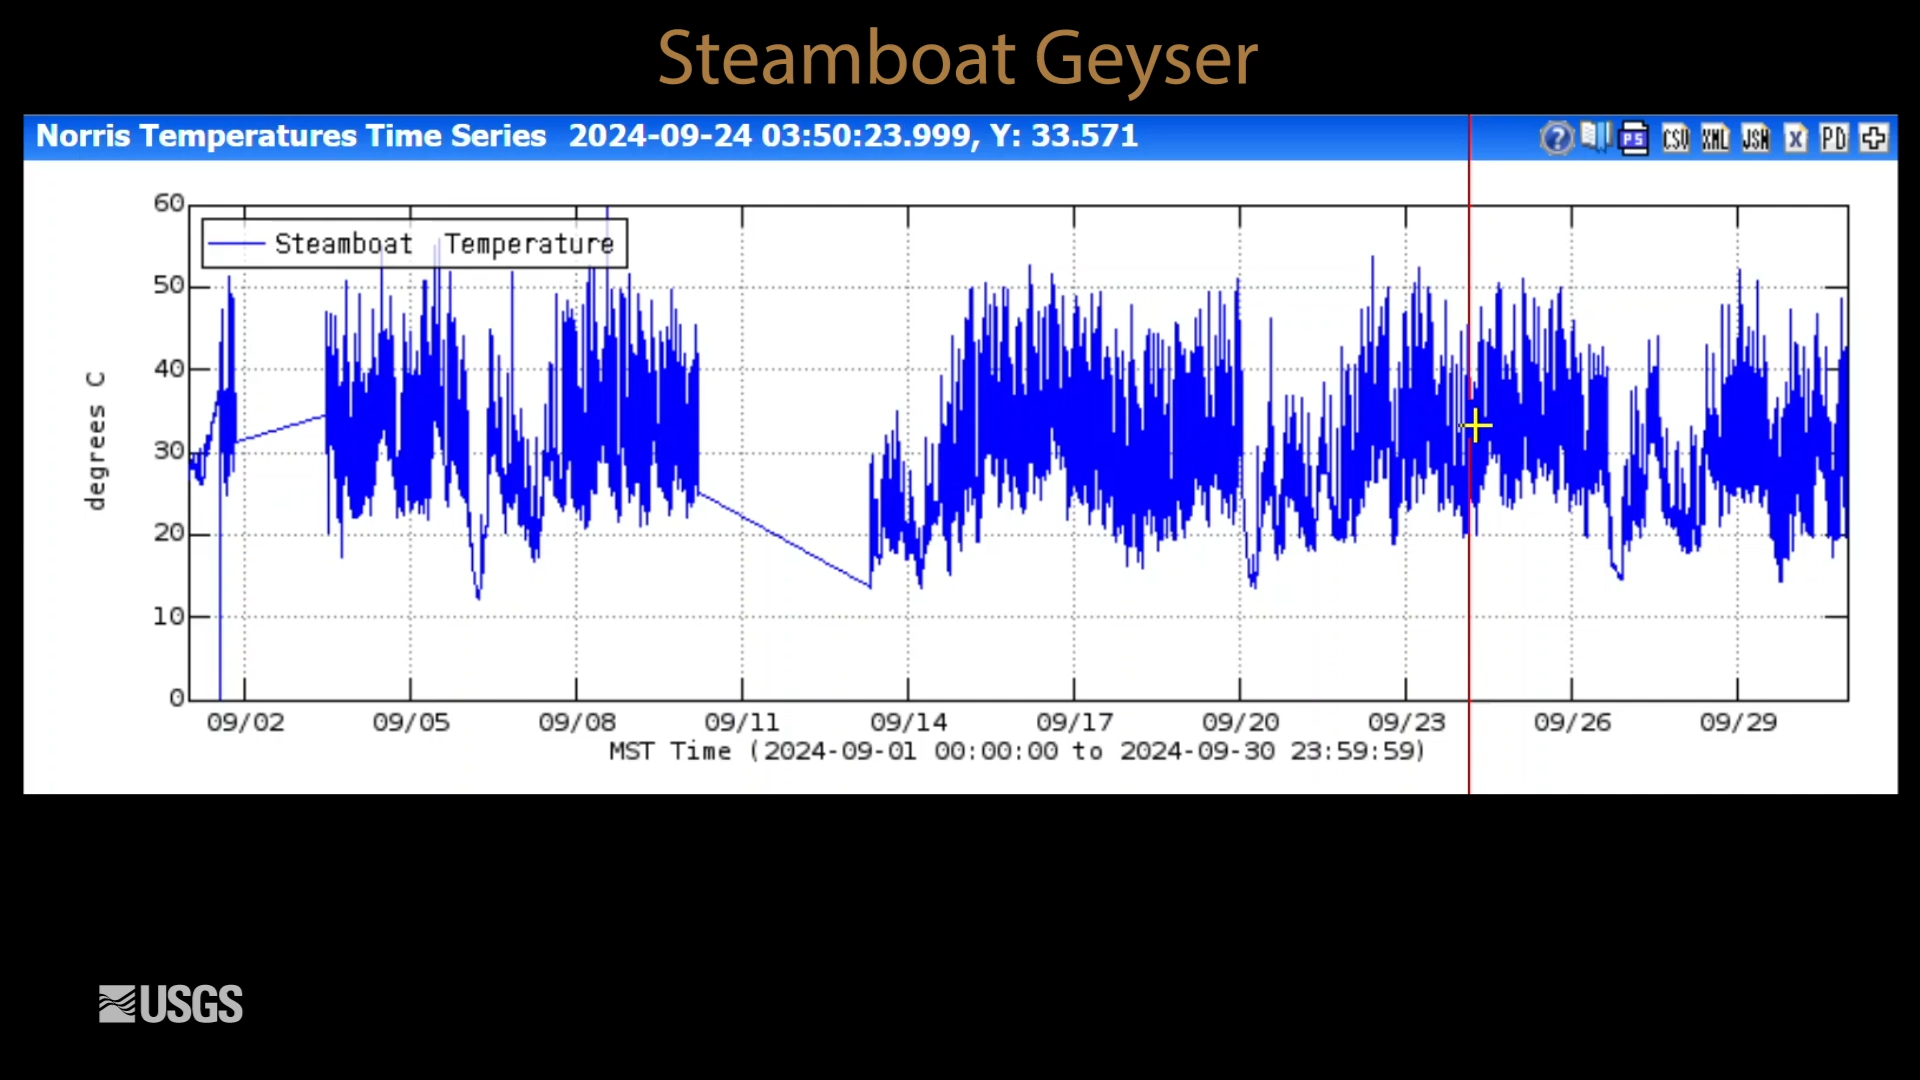 Steamboat Geyser
Norris Temperatures Time Series 2024-09-24 03:50:23.999, Y: 33.571
? PS CSV XML JSN X PD
60
Steamboat Temperature
50
40
30
20
10
0
degrees C
09/02 09/05 09/08 09/11 09/14 09/17 09/20 09/23 09/26 09/29
MST Time (2024-09-01 00:00:00 to 2024-09-30 23:59:59)
USGS